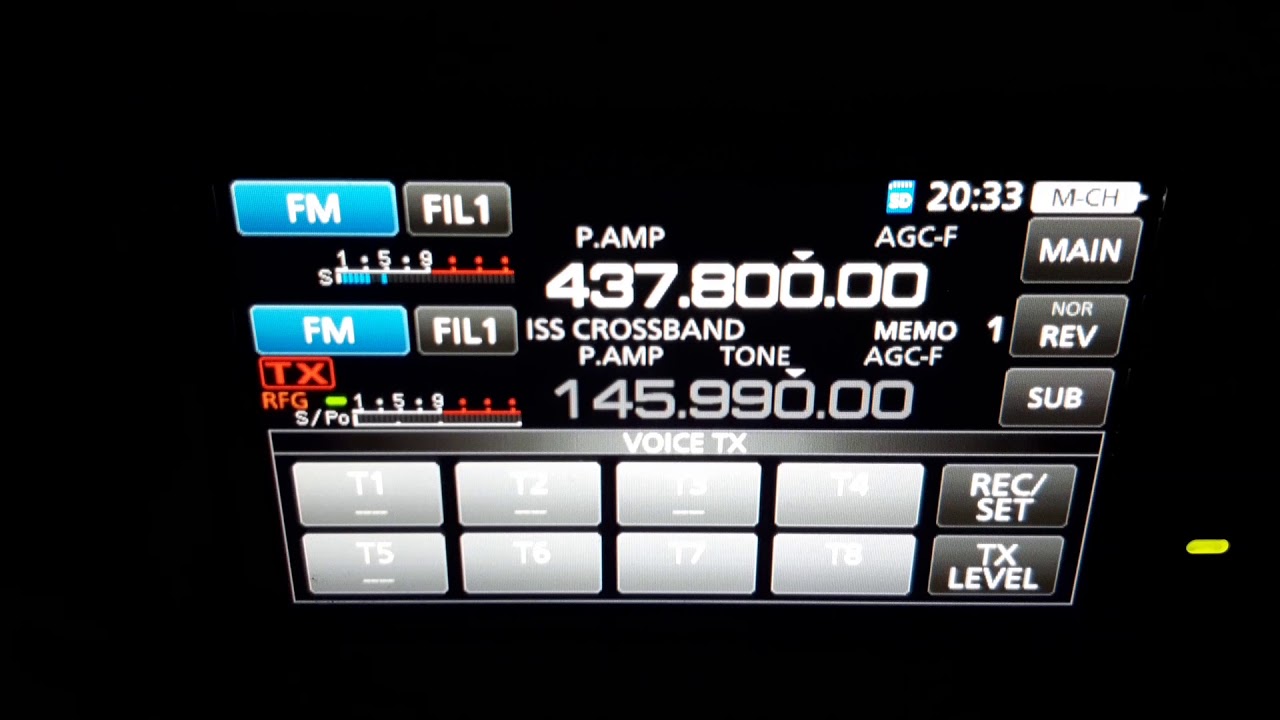 FM FIL1 SD 20:33 M-CH
P.AMP AGC-F MAIN
S 1 • 5 • 9
437.800.00
FM FIL1 ISS CROSSBAND MEMO 1 NOR
REV
P.AMP TONE AGC-F
TX
RFG
S/Po 1 • 5 • 9
145.990.00 SUB
VOICE TX
T1 T2 T3 T4 REC/
SET
T5 T6 T7 T8 TX
LEVEL